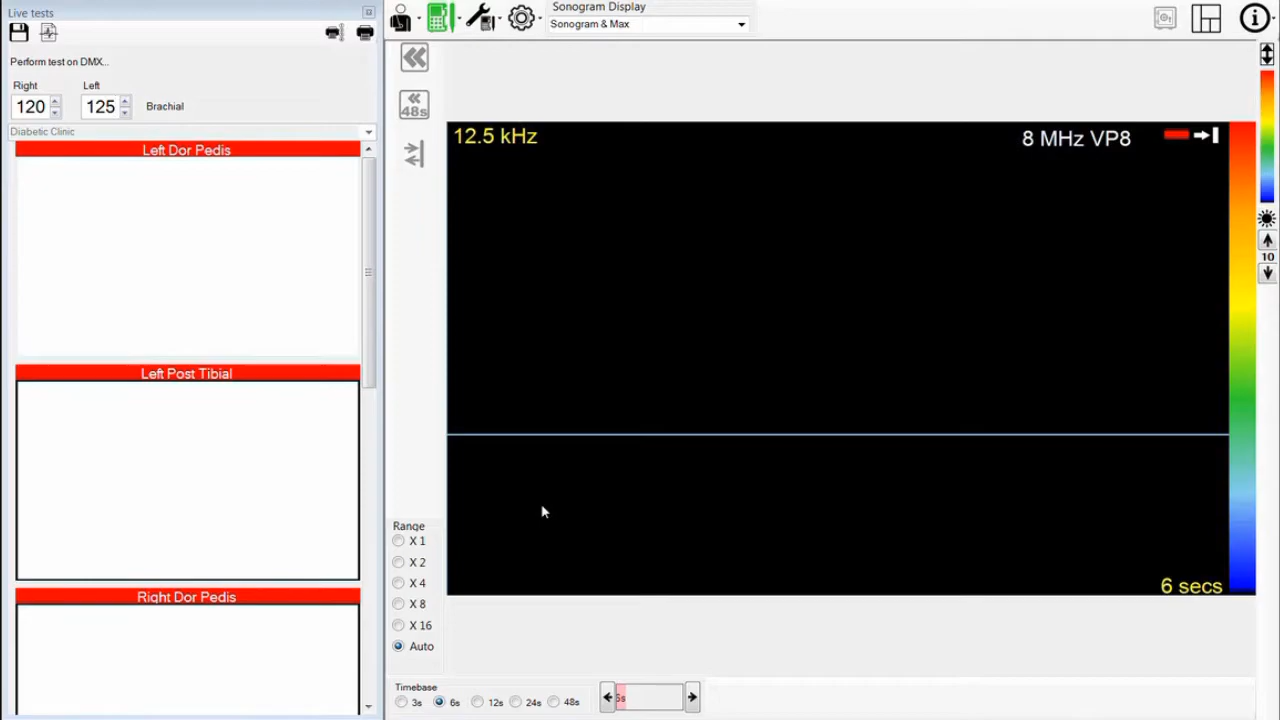 Live tests
Perform test on DMX...
Right Left
120 125 Brachial
Diabetic Clinic
Left Dor Pedis
Left Post Tibial
Right Dor Pedis
Sonogram Display
Sonogram & Max
48s
12.5 kHz
8 MHz VP8
10
6 secs
Range
X 1
X 2
X 4
X 8
X 16
Auto
Timebase
3s 6s 12s 24s 48s
6s